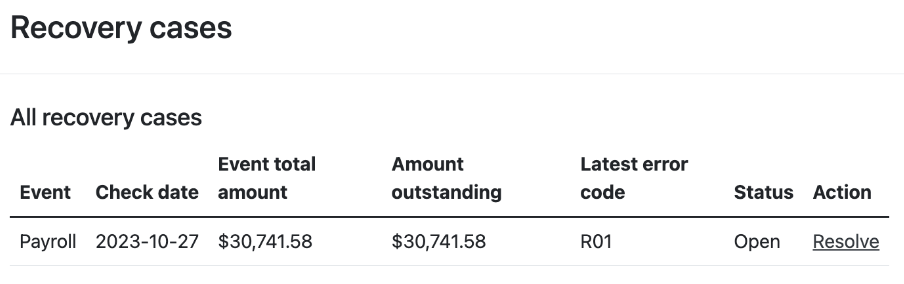 Recovery cases
All recovery cases
Event total Amount Latest error
Event Check date amount outstanding code Status Action
Payroll 2023-10-27 $30,741.58 $30,741.58 R01 Open Resolve